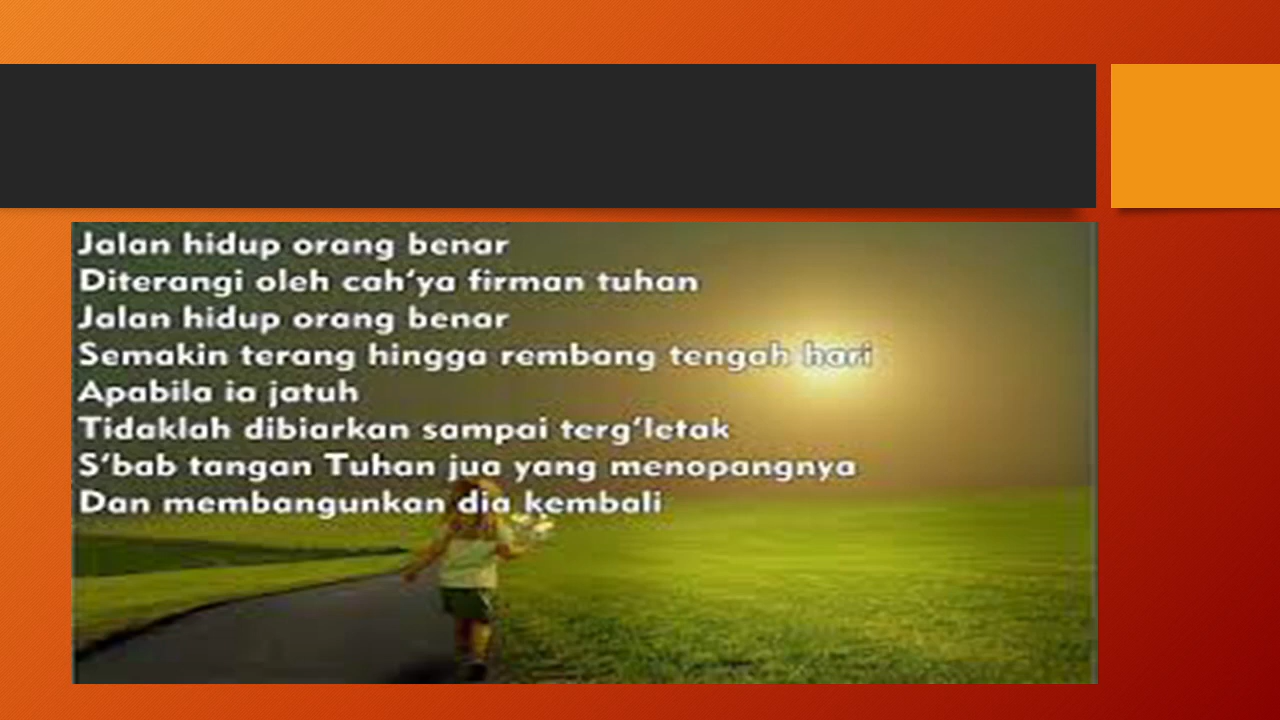 Jalan hidup orang benar
Diterangi oleh cah'ya firman tuhan
Jalan hidup orang benar
Semakin terang hingga rembang tengah hari
Apabila ia jatuh
Tidaklah dibiarkan sampai terg'letak
S'bab tangan Tuhan jua yang menopangnya
Dan membangunkan dia kembali